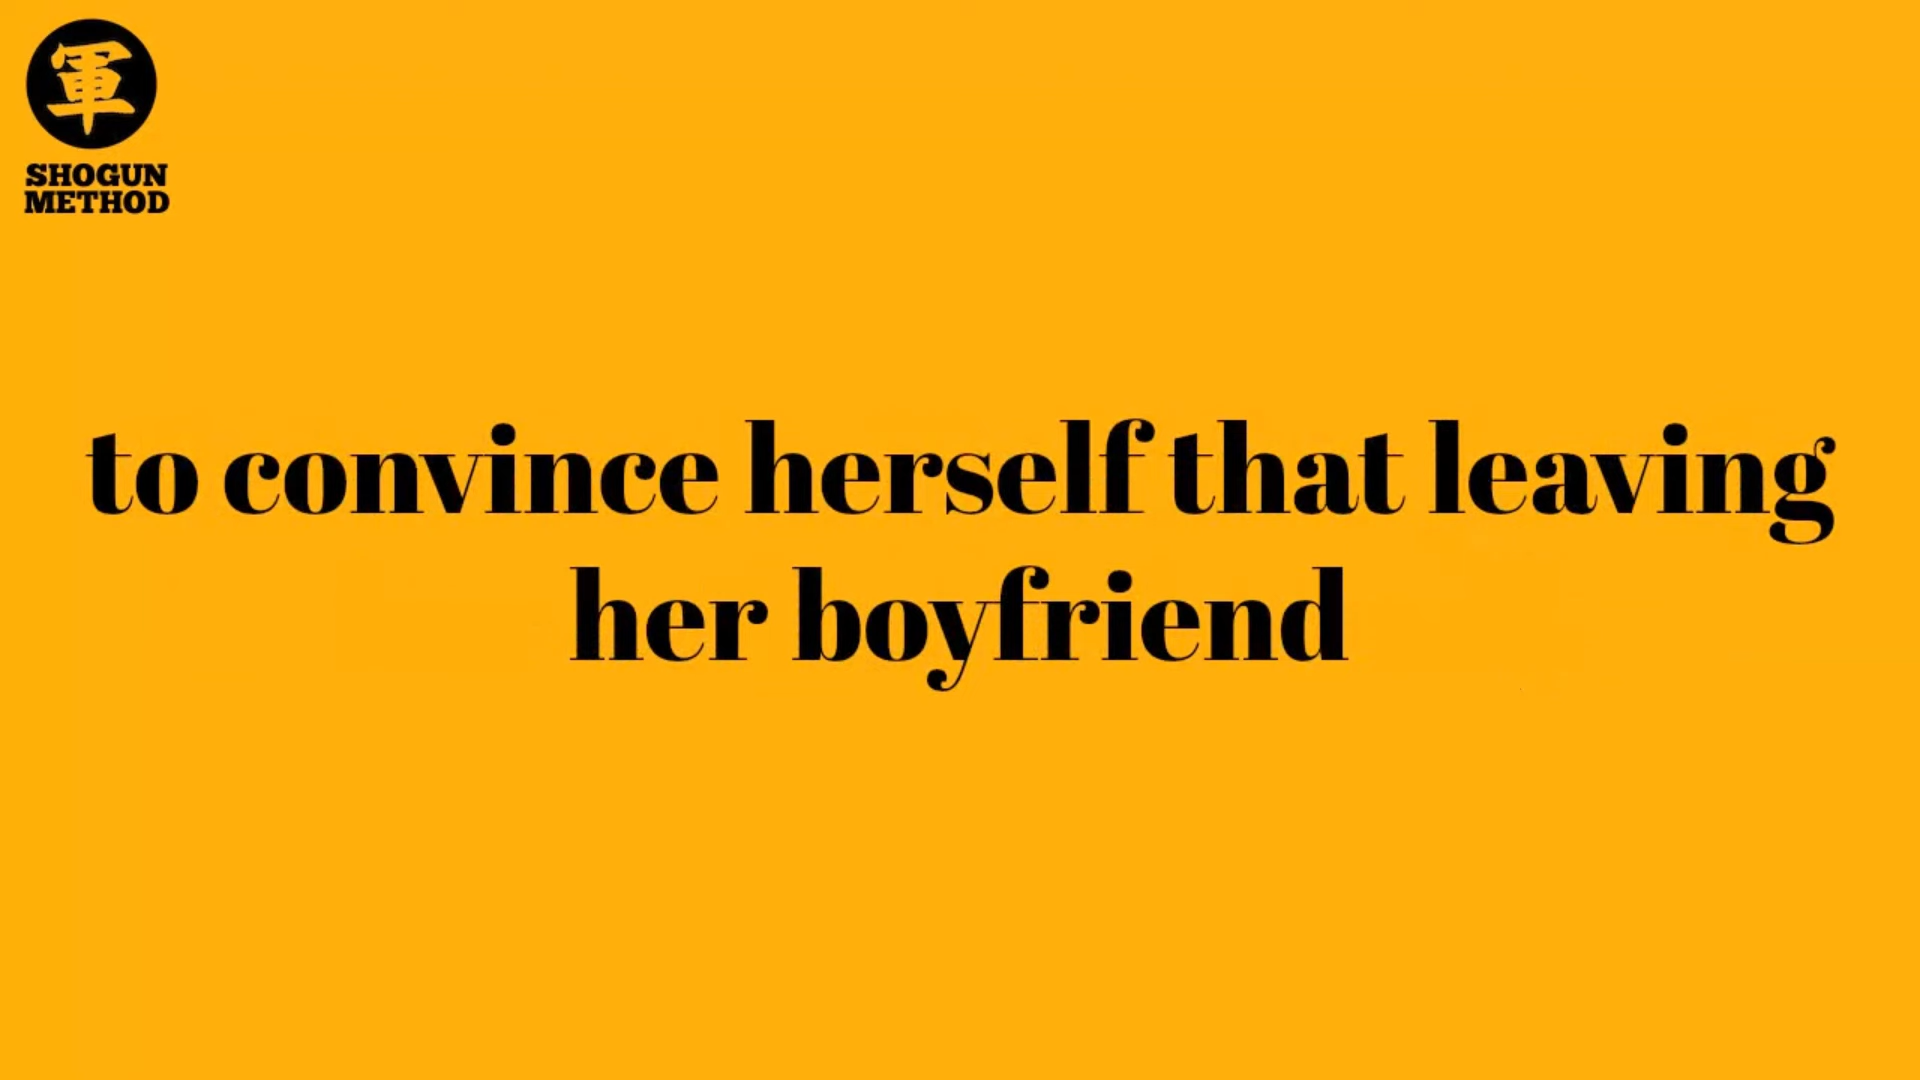 軍
SHOGUN
METHOD
to convince herself that leaving
her boyfriend